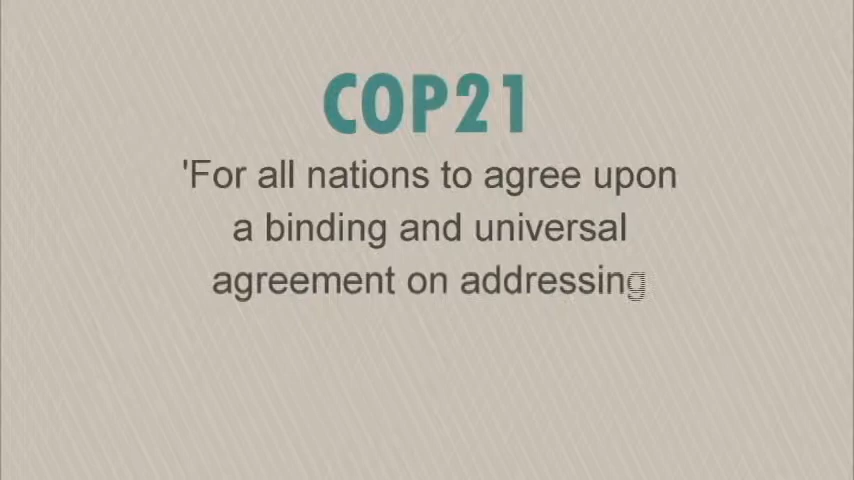 COP21
'For all nations to agree upon
a binding and universal
agreement on addressing